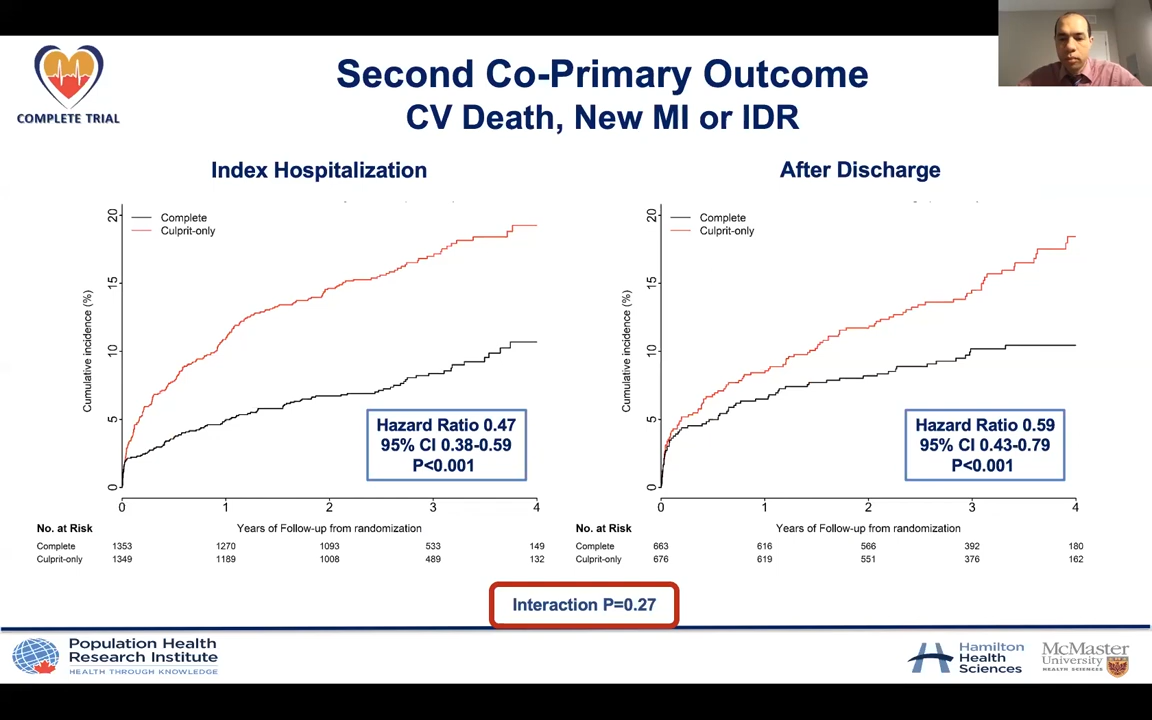 COMPLETE TRIAL
Second Co-Primary Outcome
CV Death, New MI or IDR
Index Hospitalization
Complete
Culprit-only
Cumulative incidence (%)
20
15
10
5
0
Hazard Ratio 0.47
95% CI 0.38-0.59
P<0.001
0 1 2 3 4
No. at Risk Years of Follow-up from randomization
Complete 1353 1270 1093 533 149
Culprit-only 1349 1189 1008 489 132
After Discharge
Complete
Culprit-only
Cumulative incidence (%)
20
15
10
5
0
Hazard Ratio 0.59
95% CI 0.43-0.79
P<0.001
0 1 2 3 4
No. at Risk Years of Follow-up from randomization
Complete 663 616 566 392 180
Culprit-only 676 619 551 376 162
Interaction P=0.27
Population Health
Research Institute
HEALTH THROUGH KNOWLEDGE
Hamilton
Health
Sciences
McMaster
University
HEALTH SCIENCES